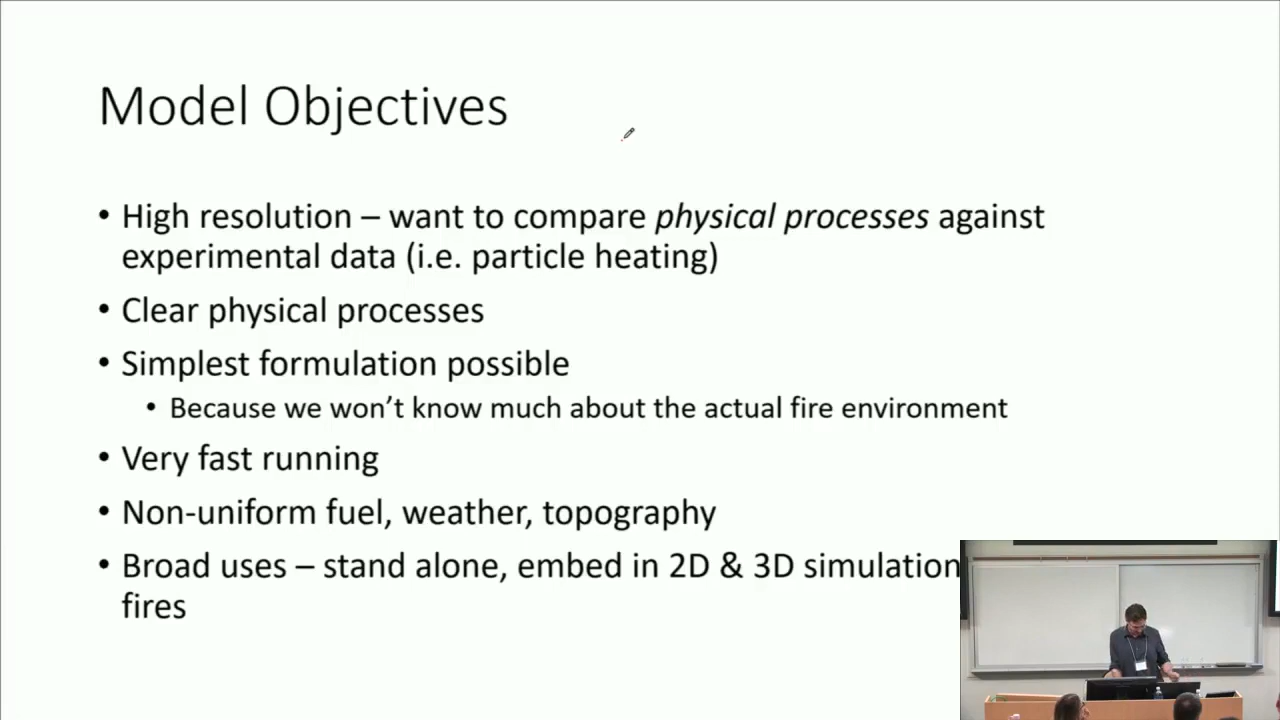 Model Objectives
• High resolution – want to compare physical processes against
experimental data (i.e. particle heating)
• Clear physical processes
• Simplest formulation possible
• Because we won’t know much about the actual fire environment
• Very fast running
• Non-uniform fuel, weather, topography
• Broad uses – stand alone, embed in 2D & 3D simulation
fires